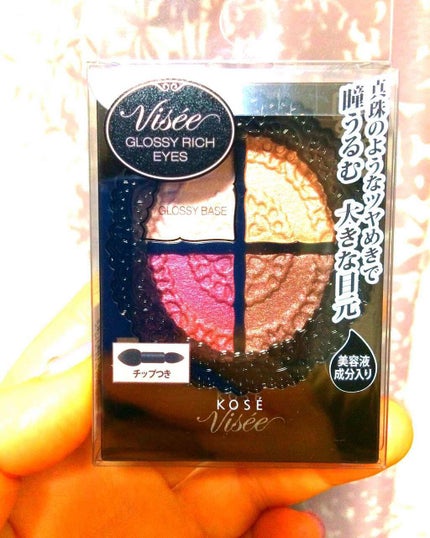 Visée
GLOSSY RICH
EYES
真珠のようなツヤめきで
瞳うるむ 大きな目元
GLOSSY BASE
美容液
成分入り
チップつき
KOSÉ
Visée